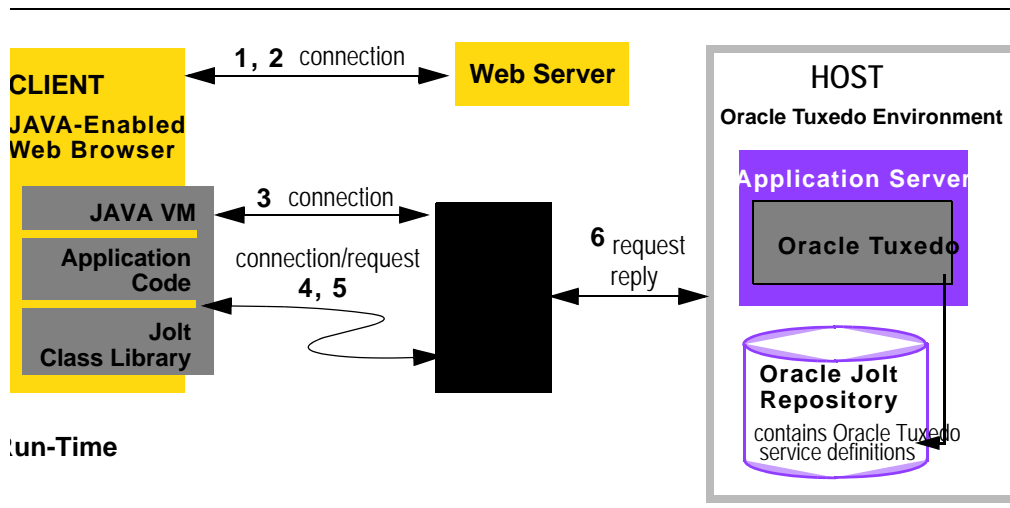 1, 2 connection
CLIENT
JAVA-Enabled
Web Browser
Web Server
HOST
Oracle Tuxedo Environment
Application Server
Oracle Tuxedo
JAVA VM
3 connection
Application
Code
connection/request
4, 5
Jolt
Class Library
6 request
reply
Oracle Jolt
Repository
contains Oracle Tuxedo
service definitions
un-Time